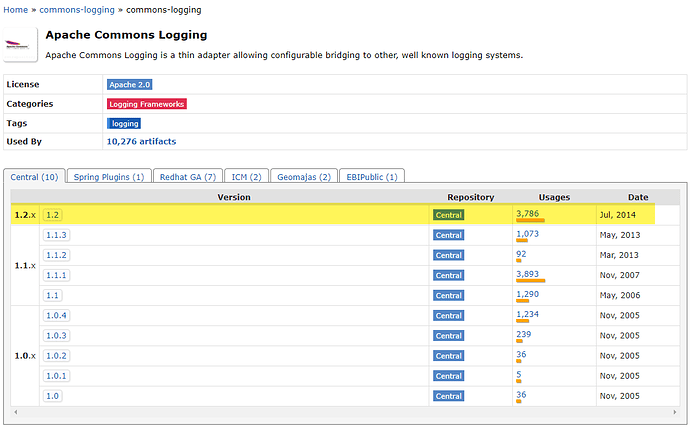 Home » commons-logging » commons-logging
Apache Commons Logging
Apache Commons Logging is a thin adapter allowing configurable bridging to other, well known logging systems.
License Apache 2.0
Categories Logging Frameworks
Tags logging
Used By 10,276 artifacts
Central (10) Spring Plugins (1) Redhat GA (7) ICM (2) Geomajas (2) EBIPublic (1)
Version Repository Usages Date
1.2.x 1.2 Central 3,786 Jul, 2014
1.1.x
1.1.3 Central 1,073 May, 2013
1.1.2 Central 92 Mar, 2013
1.1.1 Central 3,893 Nov, 2007
1.1 Central 1,290 May, 2006
1.0.x
1.0.4 Central 1,234 Nov, 2005
1.0.3 Central 239 Nov, 2005
1.0.2 Central 36 Nov, 2005
1.0.1 Central 5 Nov, 2005
1.0 Central 36 Nov, 2005